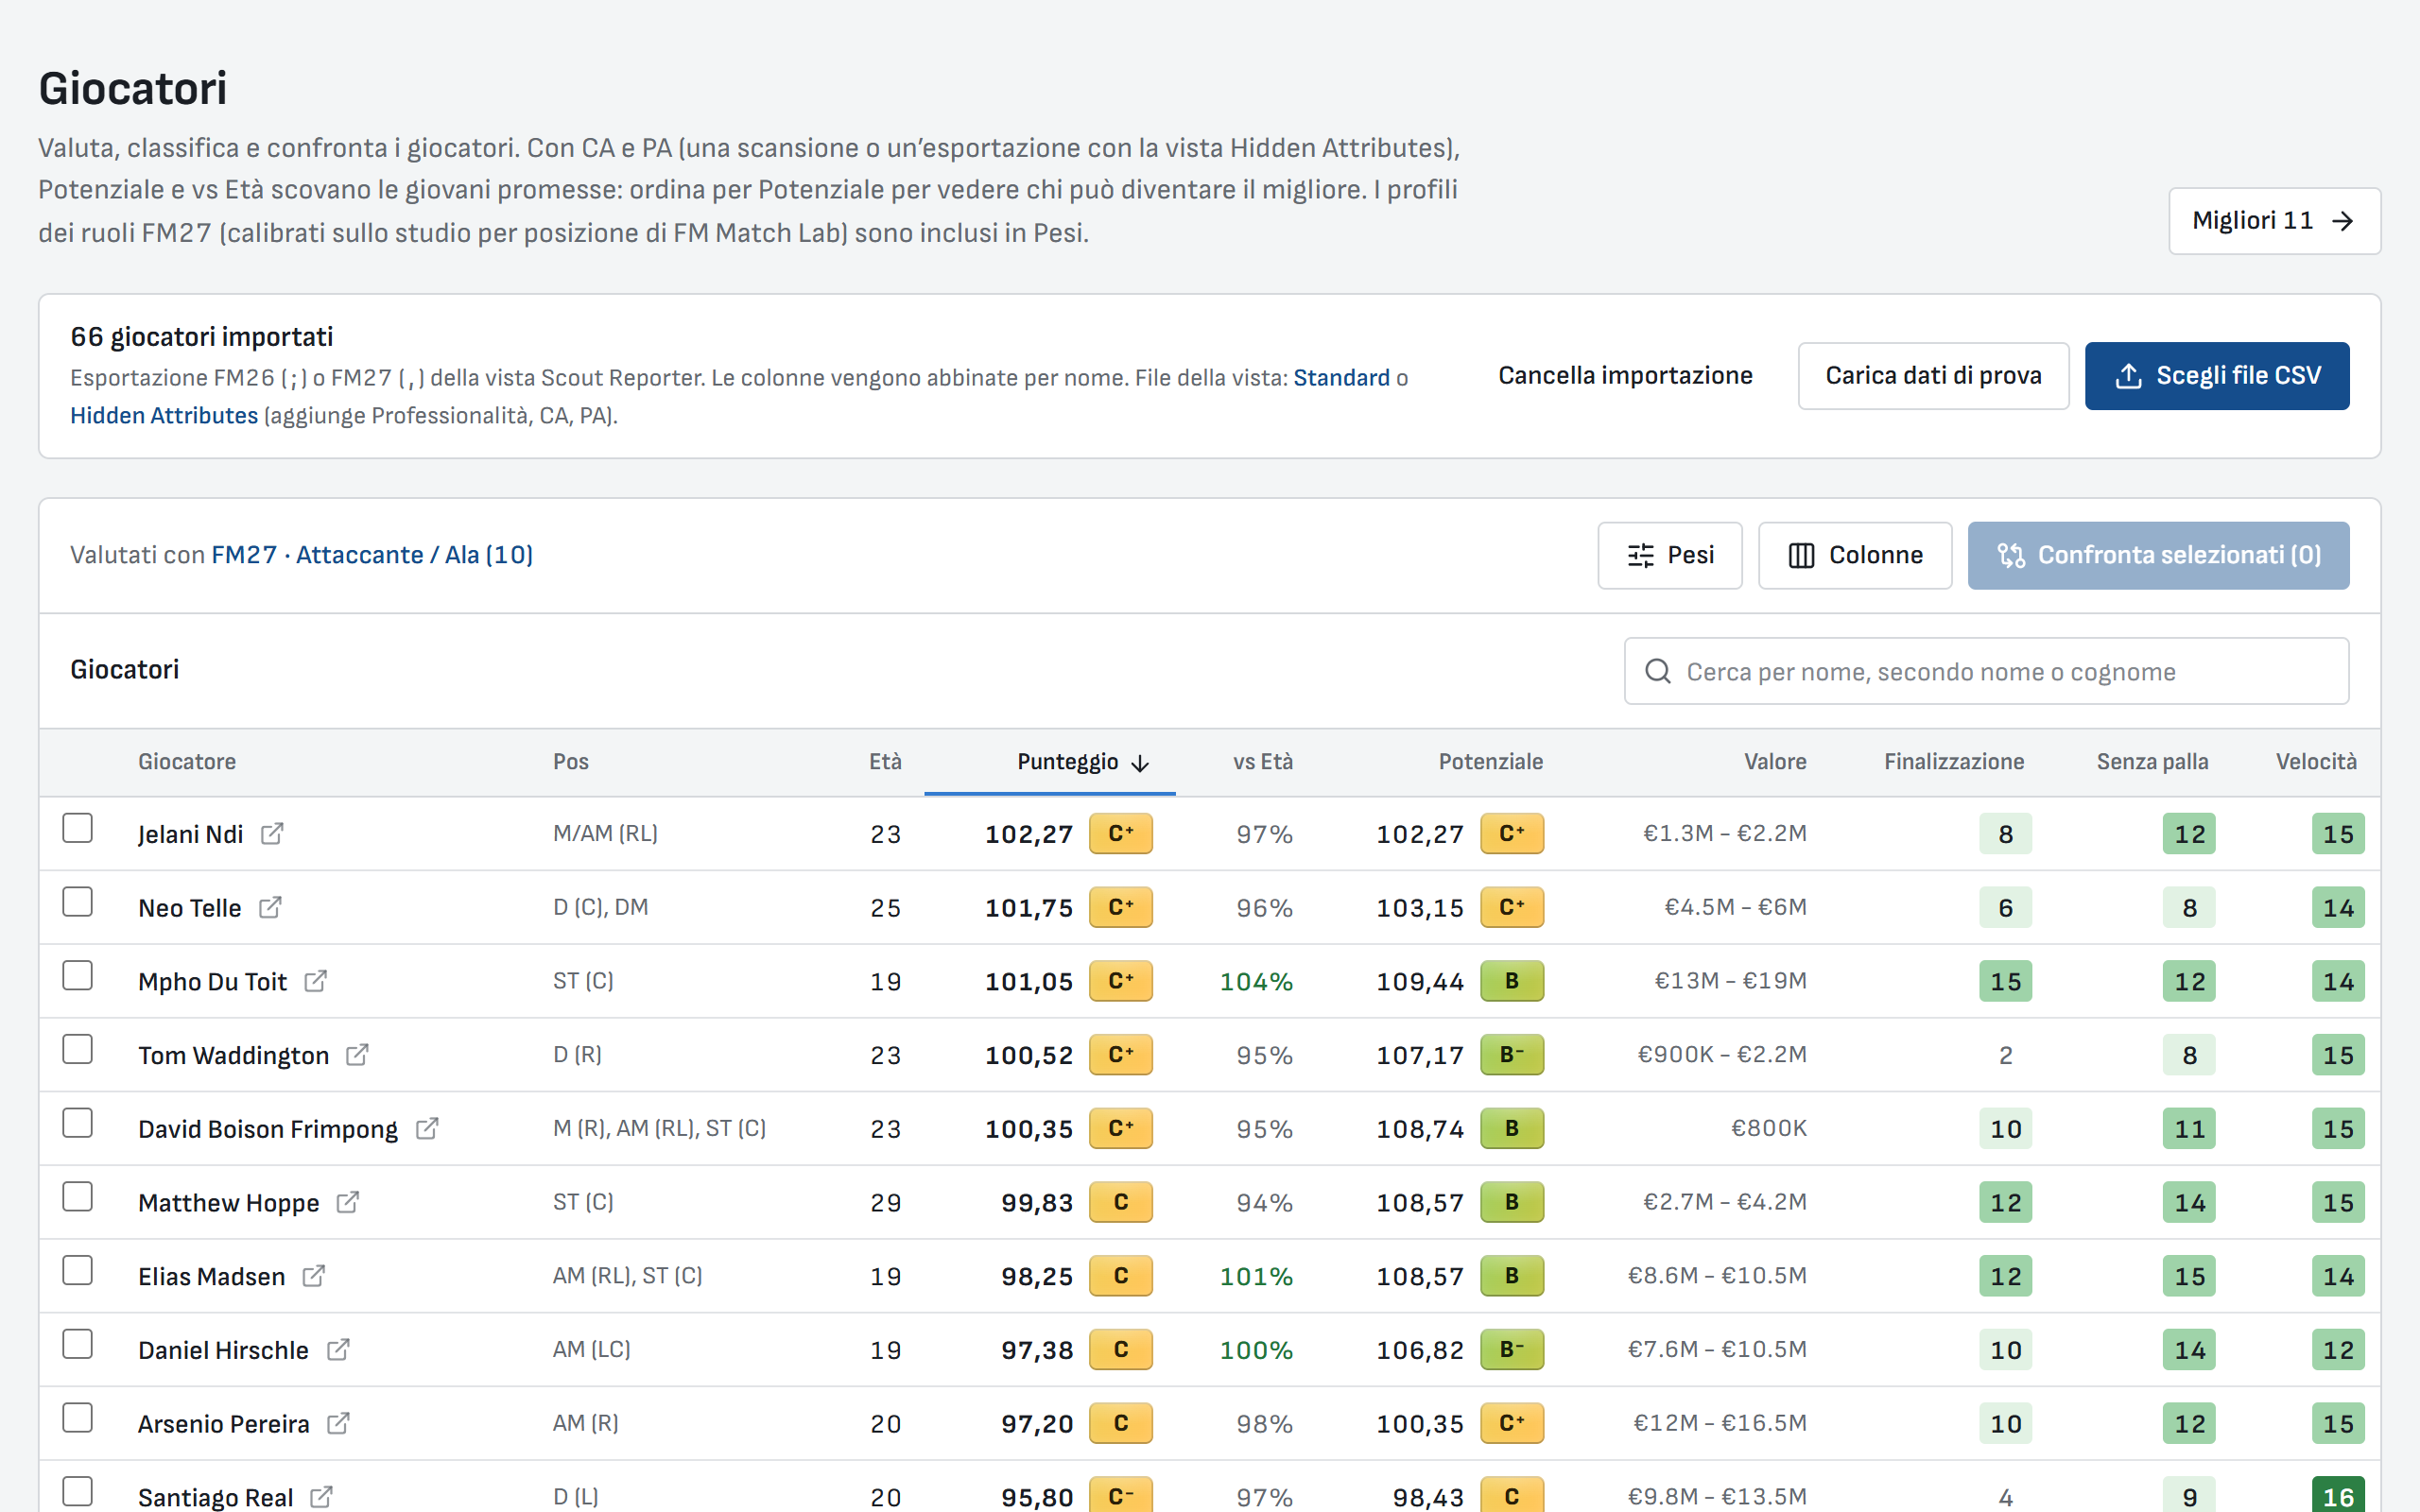 Giocatori
Valuta, classifica e confronta i giocatori. Con CA e PA (una scansione o un’esportazione con la vista Hidden Attributes),
Potenziale e vs Età scovano le giovani promesse: ordina per Potenziale per vedere chi può diventare il migliore. I profili
dei ruoli FM27 (calibrati sullo studio per posizione di FM Match Lab) sono inclusi in Pesi.
Migliori 11
66 giocatori importati
Esportazione FM26 (;) o FM27 (,) della vista Scout Reporter. Le colonne vengono abbinate per nome. File della vista: Standard o
Hidden Attributes (aggiunge Professionalità, CA, PA).
Cancella importazione
Carica dati di prova
Scegli file CSV
Valutati con FM27 · Attaccante / Ala (10)
Pesi
Colonne
Confronta selezionati (0)
Giocatori
Cerca per nome, secondo nome o cognome
Giocatore Pos Età Punteggio vs Età Potenziale Valore Finalizzazione Senza palla Velocità
Jelani Ndi M/AM (RL) 23 102,27 C+ 97% 102,27 C+ €1.3M - €2.2M 8 12 15
Neo Telle D (C), DM 25 101,75 C+ 96% 103,15 C+ €4.5M - €6M 6 8 14
Mpho Du Toit ST (C) 19 101,05 C+ 104% 109,44 B €13M - €19M 15 12 14
Tom Waddington D (R) 23 100,52 C+ 95% 107,17 B- €900K - €2.2M 2 8 15
David Boison Frimpong M (R), AM (RL), ST (C) 23 100,35 C+ 95% 108,74 B €800K 10 11 15
Matthew Hoppe ST (C) 29 99,83 C 94% 108,57 B €2.7M - €4.2M 12 14 15
Elias Madsen AM (RL), ST (C) 19 98,25 C 101% 108,57 B €8.6M - €10.5M 12 15 14
Daniel Hirschle AM (LC) 19 97,38 C 100% 106,82 B- €7.6M - €10.5M 10 14 12
Arsenio Pereira AM (R) 20 97,20 C 98% 100,35 C+ €12M - €16.5M 10 12 15
Santiago Real D (L) 20 95,80 C- 97% 98,43 C €9.8M - €13.5M 4 9 16